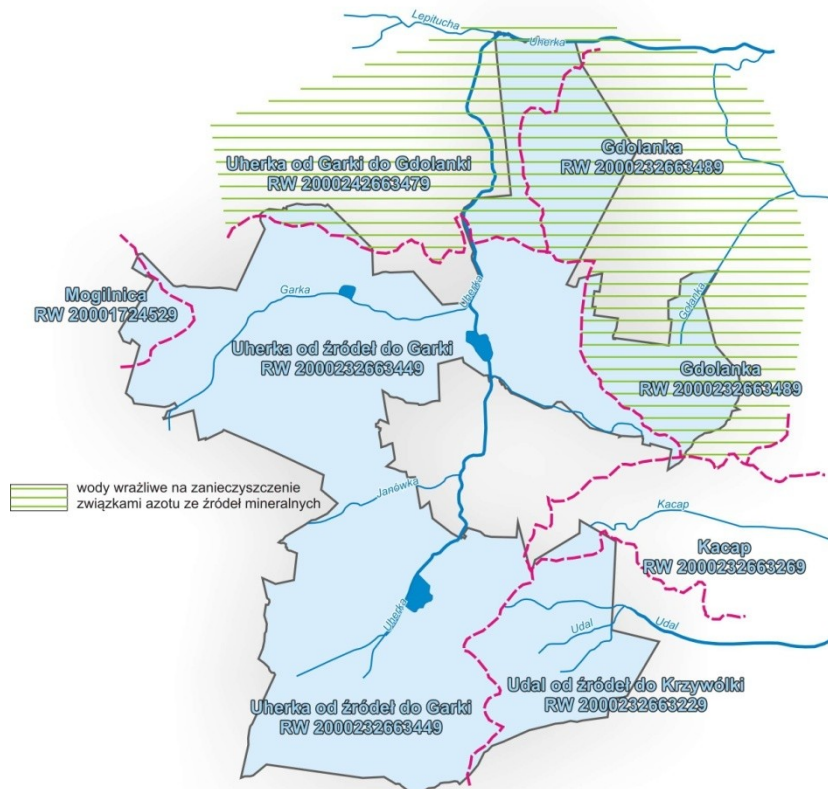 Lepitucha
Uherka
Uherka od Garki do Gdolanki
RW 2000242663479
Gdolanka
RW 2000232663489
Mogilnica
RW 20001724529
Garka
Uherka
Golanka
Uherka od źródeł do Garki
RW 2000232663449
Gdolanka
RW 2000232663489
wody wrażliwe na zanieczyszczenie
związkami azotu ze źródeł mineralnych
Janówka
Kacap
Kacap
RW 2000232663269
Uherka
Udal
Udal
Uherka od źródeł do Garki
RW 2000232663449
Udal od źródeł do Krzywólki
RW 2000232663229